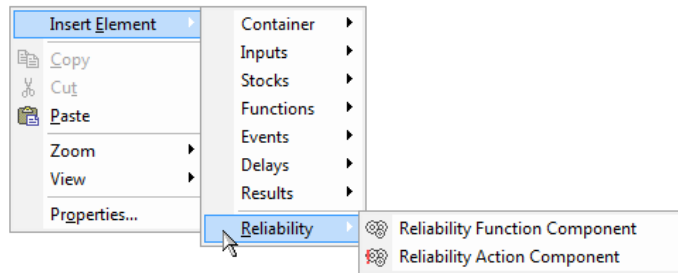 Insert Element
Copy
Cut
Paste
Zoom
View
Properties...
Container
Inputs
Stocks
Functions
Events
Delays
Results
Reliability
Reliability Function Component
Reliability Action Component